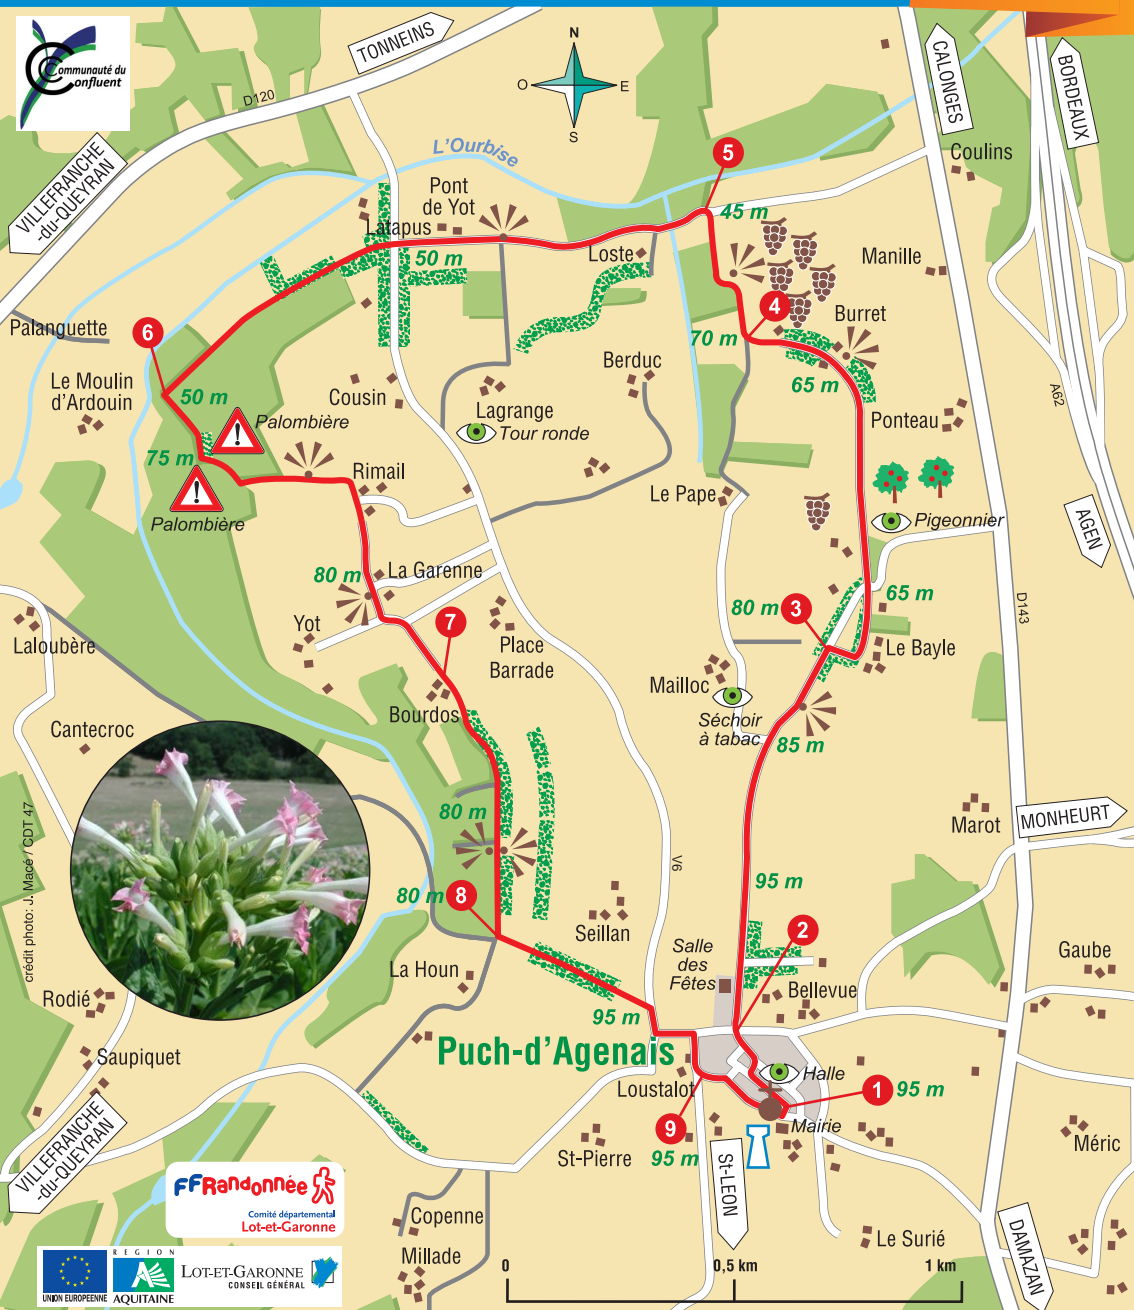 Communauté du
Confluent
TONNEINS
D120
VILLEFRANCHE
-du-QUEYRAN
N
O
E
S
CALONGES
BORDEAUX
Coulins
L'Ourbise
5
Pont
de Yot
Latapus
45 m
50 m
Loste
Manille
Palanguette
6
4
Burret
70 m
65 m
Le Moulin
d'Ardouin
50 m
Palombière
Cousin
Berduc
A62
Lagrange
Tour ronde
Ponteau
75 m
Palombière
Rimail
Le Pape
Pigeonnier
AGEN
80 m
La Garenne
65 m
D143
80 m
3
Laloubère
Yot
7
Place
Barrade
Le Bayle
Mailloc
Séchoir
à tabac
Bourdos
Cantecroc
85 m
80 m
Marot
MONHEURT
V6
crédit photo: J. Macé / CDT 47
80 m
8
95 m
Seillan
2
Salle
des
Fêtes
La Houn
Gaube
Bellevue
Rodié
95 m
Puch-d'Agenais
Saupiquet
Halle
Loustalot
1
95 m
Mairie
9
95 m
St-Pierre
Méric
VILLEFRANCHE
-du-QUEYRAN
St-LEON
FFRandonnée
Comité départemental
Lot-et-Garonne
Copenne
Le Surié
Millade
DAMAZAN
UNION EUROPEENNE
REGION
AQUITAINE
LOT-ET-GARONNE
CONSEIL GÉNÉRAL
0
0,5 km
1 km